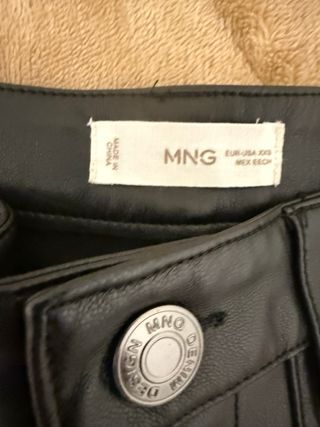 MADE IN
CHINA
MNG
EUR-USA XXS
MEX EECH
MNG DENIM
DESIGN